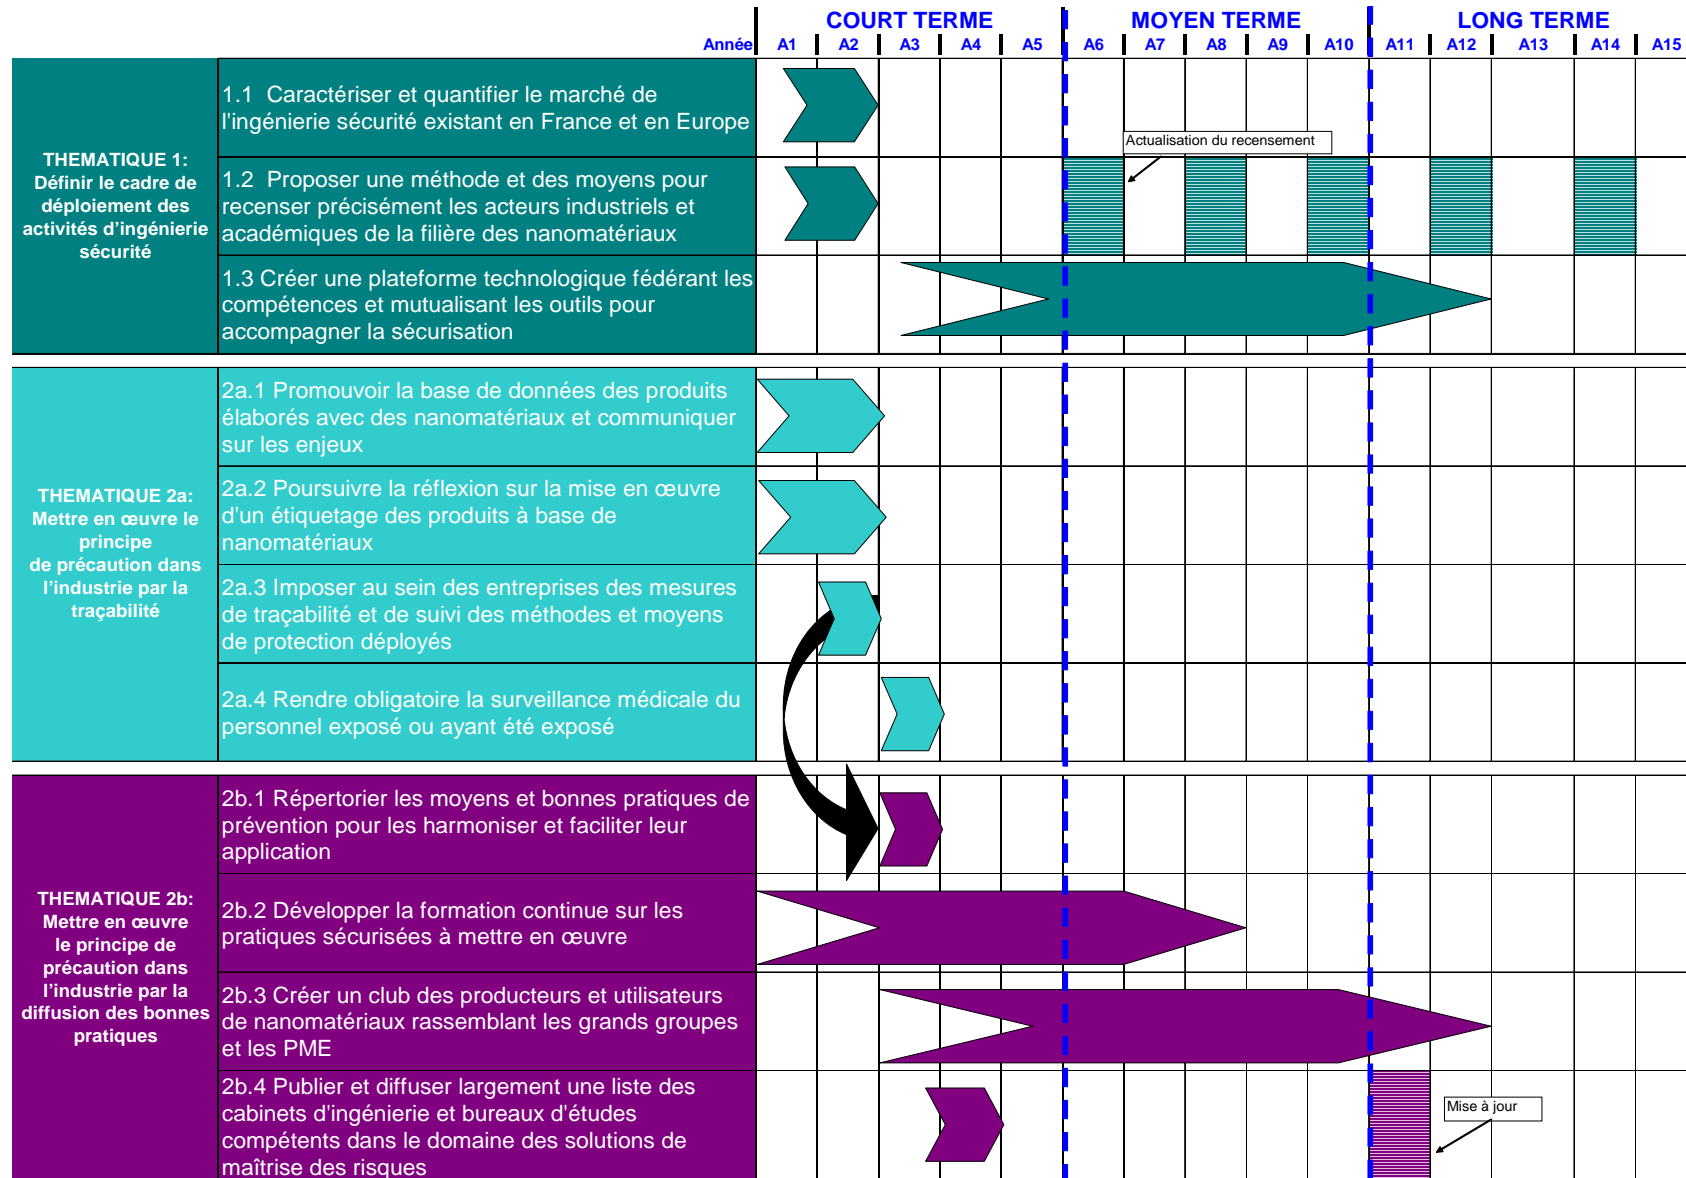 COURT TERME MOYEN TERME LONG TERME
Année A1 A2 A3 A4 A5 A6 A7 A8 A9 A10 A11 A12 A13 A14 A15
THEMATIQUE 1:
Définir le cadre de
déploiement des
activités d'ingénierie
sécurité
1.1 Caractériser et quantifier le marché de
l'ingénierie sécurité existant en France et en Europe
Actualisation du recensement
1.2 Proposer une méthode et des moyens pour
recenser précisément les acteurs industriels et
académiques de la filière des nanomatériaux
1.3 Créer une plateforme technologique fédérant les
compétences et mutualisant les outils pour
accompagner la sécurisation
THEMATIQUE 2a:
Mettre en œuvre le
principe
de précaution dans
l'industrie par la
traçabilité
2a.1 Promouvoir la base de données des produits
élaborés avec des nanomatériaux et communiquer
sur les enjeux
2a.2 Poursuivre la réflexion sur la mise en œuvre
d'un étiquetage des produits à base de
nanomatériaux
2a.3 Imposer au sein des entreprises des mesures
de traçabilité et de suivi des méthodes et moyens
de protection déployés
2a.4 Rendre obligatoire la surveillance médicale du
personnel exposé ou ayant été exposé
THEMATIQUE 2b:
Mettre en œuvre
le principe de
précaution dans
l'industrie par la
diffusion des bonnes
pratiques
2b.1 Répertorier les moyens et bonnes pratiques de
prévention pour les harmoniser et faciliter leur
application
2b.2 Développer la formation continue sur les
pratiques sécurisées à mettre en œuvre
2b.3 Créer un club des producteurs et utilisateurs
de nanomatériaux rassemblant les grands groupes
et les PME
2b.4 Publier et diffuser largement une liste des
cabinets d'ingénierie et bureaux d'études
compétents dans le domaine des solutions de
maîtrise des risques
Mise à jour